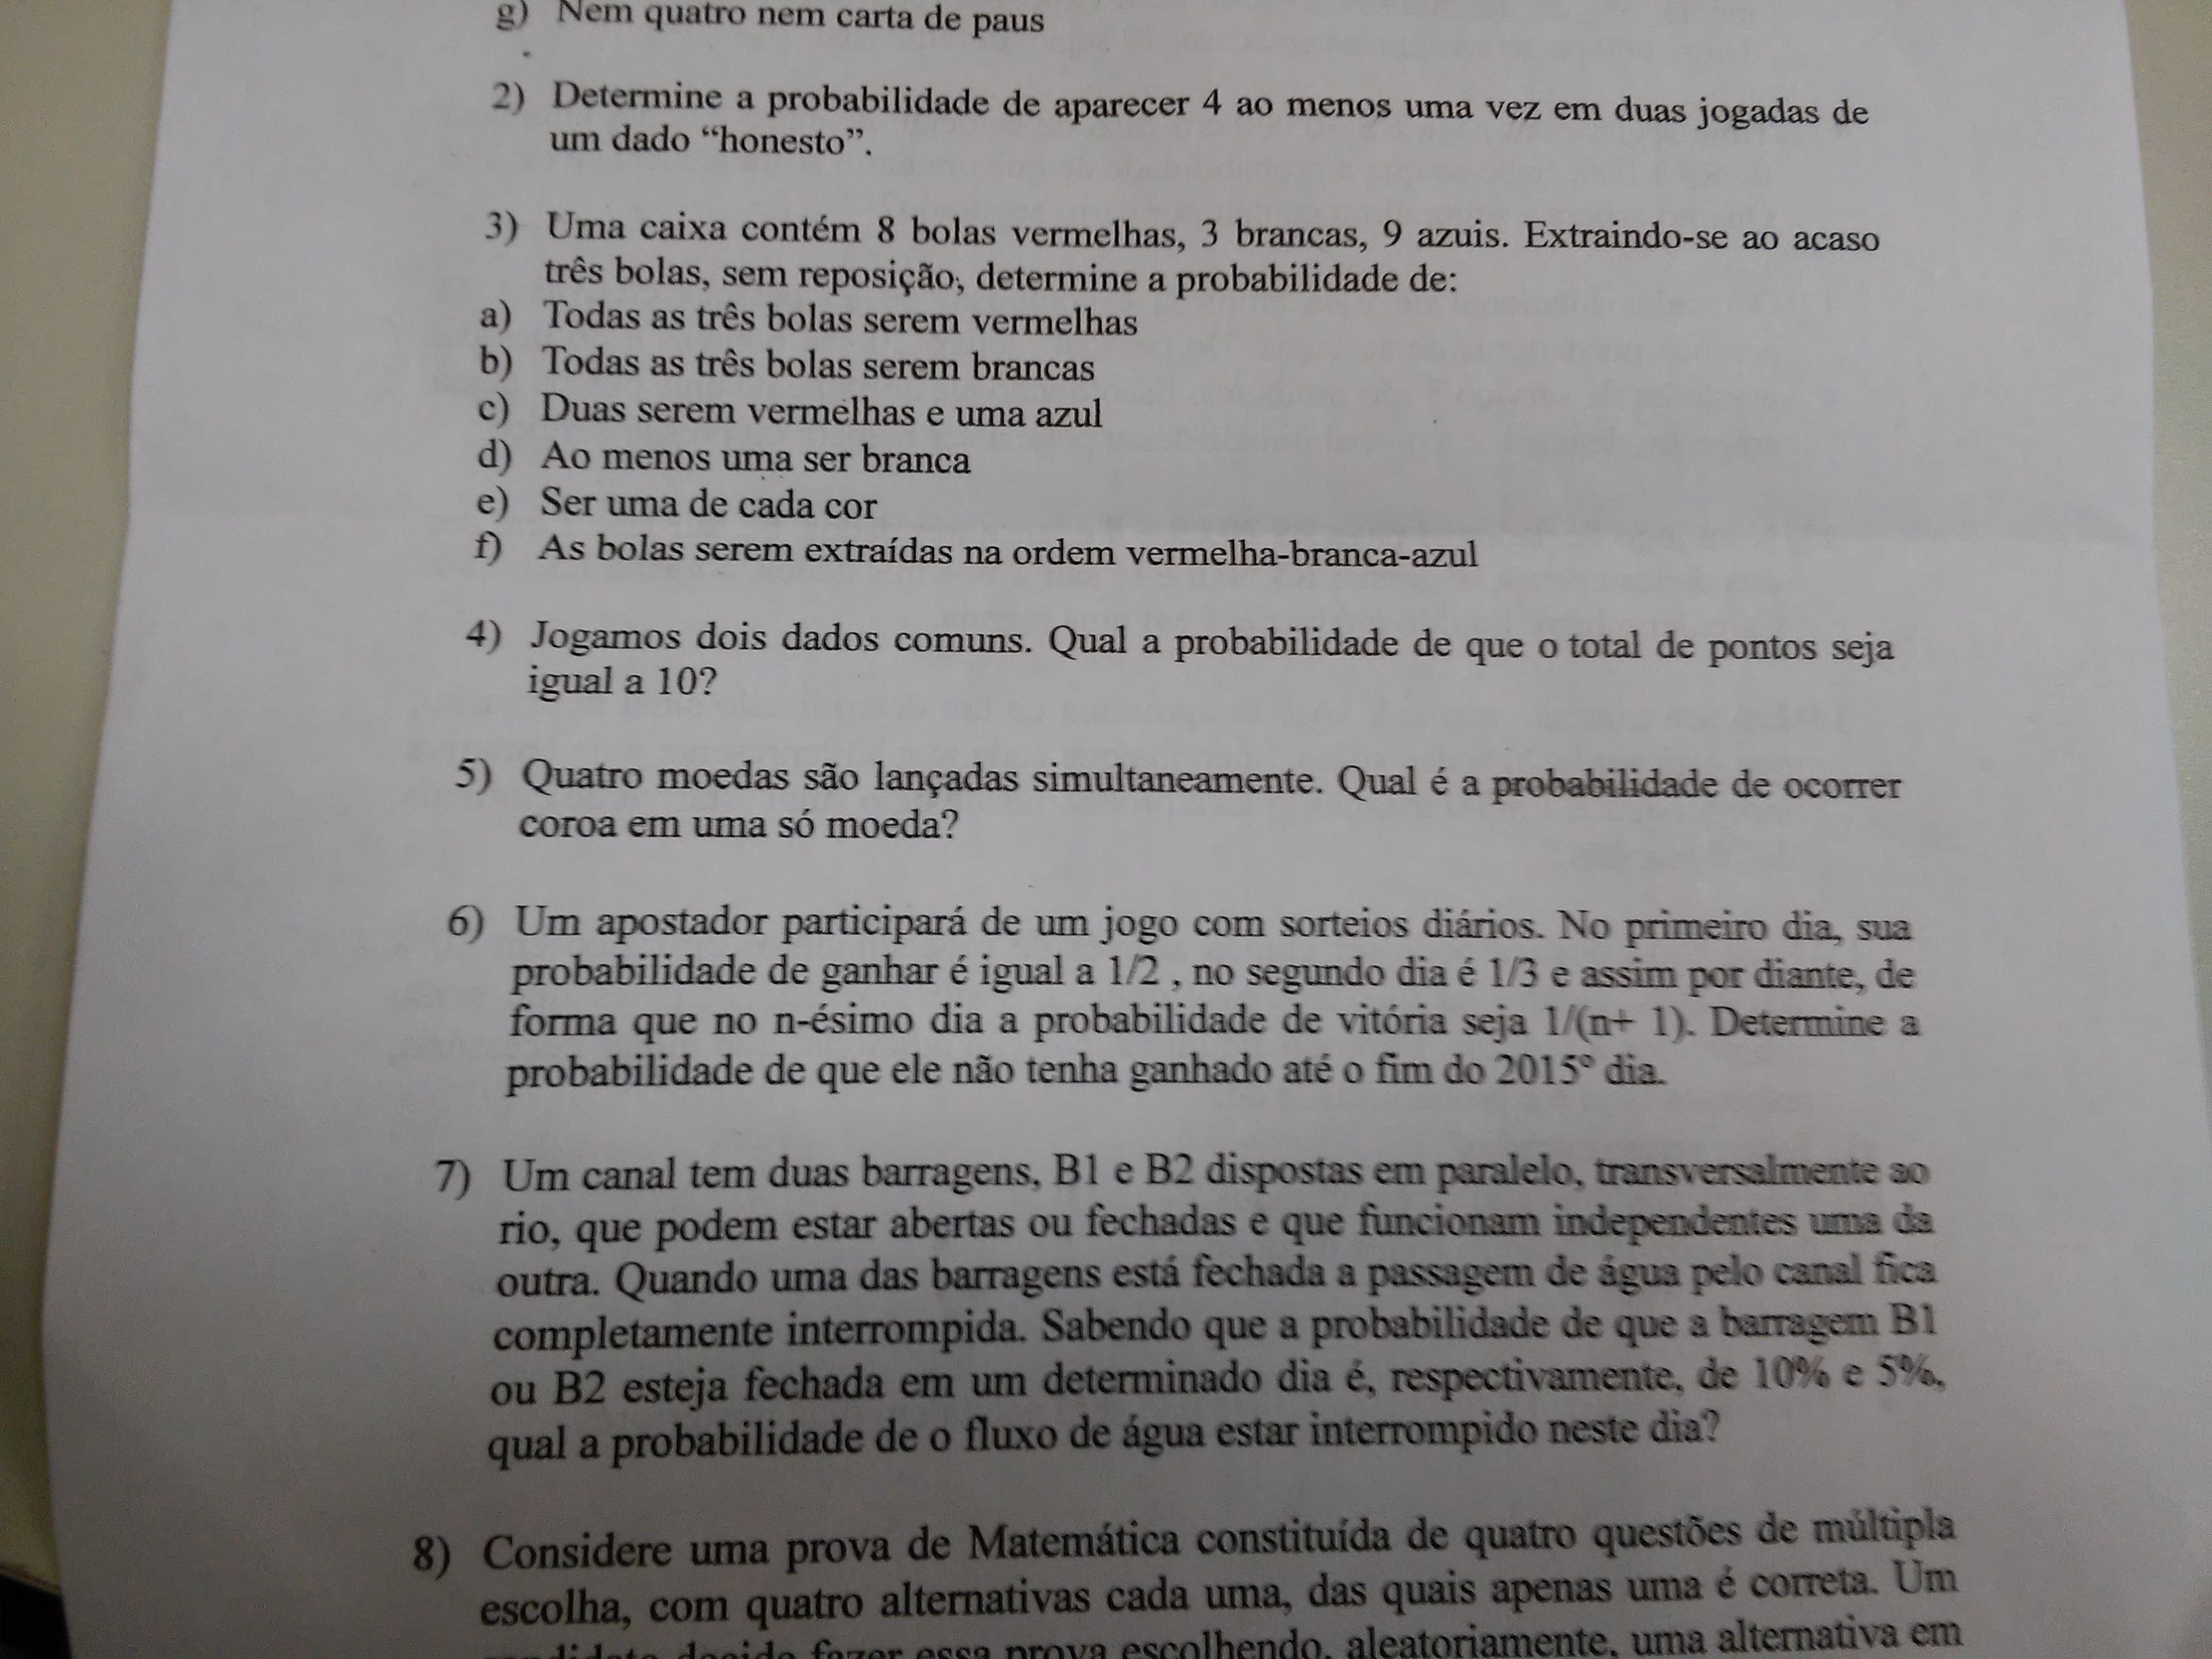 g) Nem quatro nem carta de paus
2) Determine a probabilidade de aparecer 4 ao menos uma vez em duas jogadas de
um dado “honesto”.
3) Uma caixa contém 8 bolas vermelhas, 3 brancas, 9 azuis. Extraindo-se ao acaso
três bolas, sem reposição, determine a probabilidade de:
a) Todas as três bolas serem vermelhas
b) Todas as três bolas serem brancas
c) Duas serem vermelhas e uma azul
d) Ao menos uma ser branca
e) Ser uma de cada cor
f) As bolas serem extraídas na ordem vermelha-branca-azul
4) Jogamos dois dados comuns. Qual a probabilidade de que o total de pontos seja
igual a 10?
5) Quatro moedas são lançadas simultaneamente. Qual é a probabilidade de ocorrer
coroa em uma só moeda?
6) Um apostador participará de um jogo com sorteios diários. No primeiro dia, sua
probabilidade de ganhar é igual a 1/2 , no segundo dia é 1/3 e assim por diante, de
forma que no n-ésimo dia a probabilidade de vitória seja 1/(n+ 1). Determine a
probabilidade de que ele não tenha ganhado até o fim do 2015º dia.
7) Um canal tem duas barragens, B1 e B2 dispostas em paralelo, transversalmente ao
rio, que podem estar abertas ou fechadas e que funcionam independentes uma da
outra. Quando uma das barragens está fechada a passagem de água pelo canal fica
completamente interrompida. Sabendo que a probabilidade de que a barragem B1
ou B2 esteja fechada em um determinado dia é, respectivamente, de 10% e 5%,
qual a probabilidade de o fluxo de água estar interrompido neste dia?
8) Considere uma prova de Matemática constituída de quatro questões de múltipla
escolha, com quatro alternativas cada uma, das quais apenas uma é correta. Um
candidato decide fazer essa prova escolhendo, aleatoriamente, uma alternativa em